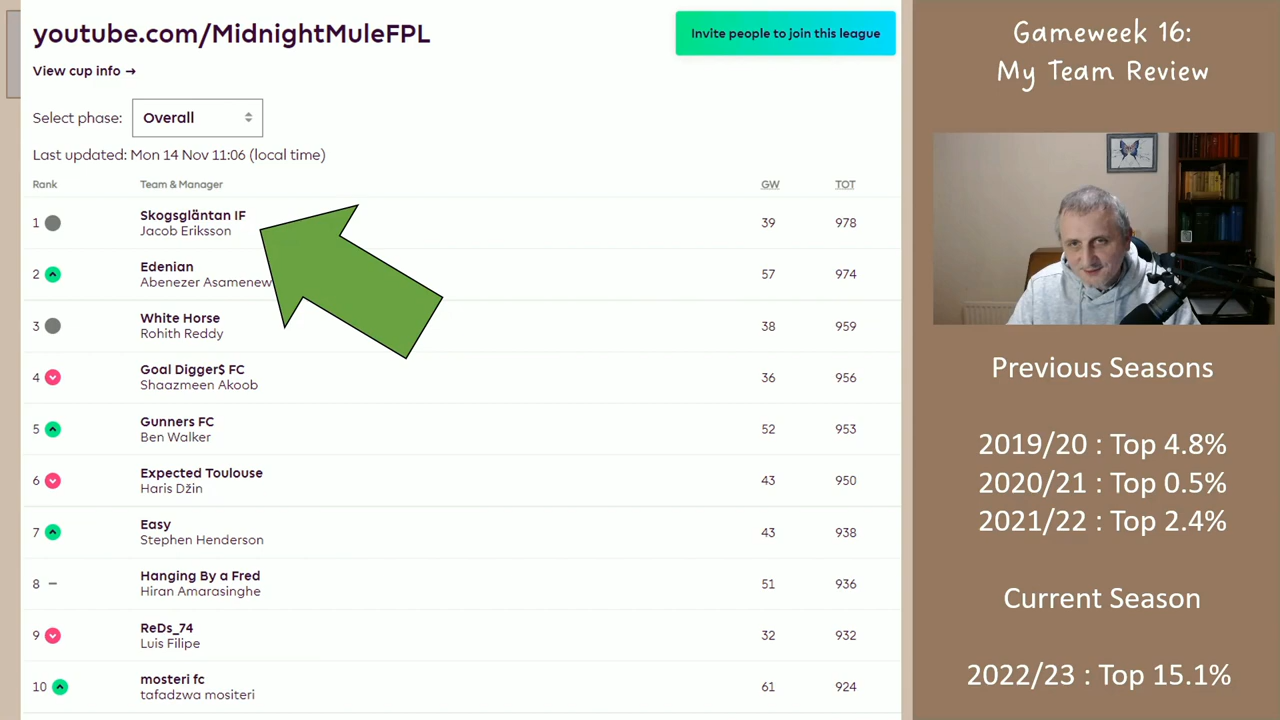 youtube.com/MidnightMuleFPL
Invite people to join this league
View cup info →
Select phase: Overall
Last updated: Mon 14 Nov 11:06 (local time)
Rank Team & Manager GW TOT
1 Skogsgläntan IF 39 978
Jacob Eriksson
2 Edenian 57 974
Abenezer Asamenew
3 White Horse 38 959
Rohith Reddy
4 Goal Digger$ FC 36 956
Shaazmeen Akoob
5 Gunners FC 52 953
Ben Walker
6 Expected Toulouse 43 950
Haris Džin
7 Easy 43 938
Stephen Henderson
8 Hanging By a Fred 51 936
Hiran Amarasinghe
9 ReDs_74 32 932
Luis Filipe
10 mosteri fc 61 924
tafadzwa mositeri
Gameweek 16:
My Team Review
Previous Seasons
2019/20 : Top 4.8%
2020/21 : Top 0.5%
2021/22 : Top 2.4%
Current Season
2022/23 : Top 15.1%